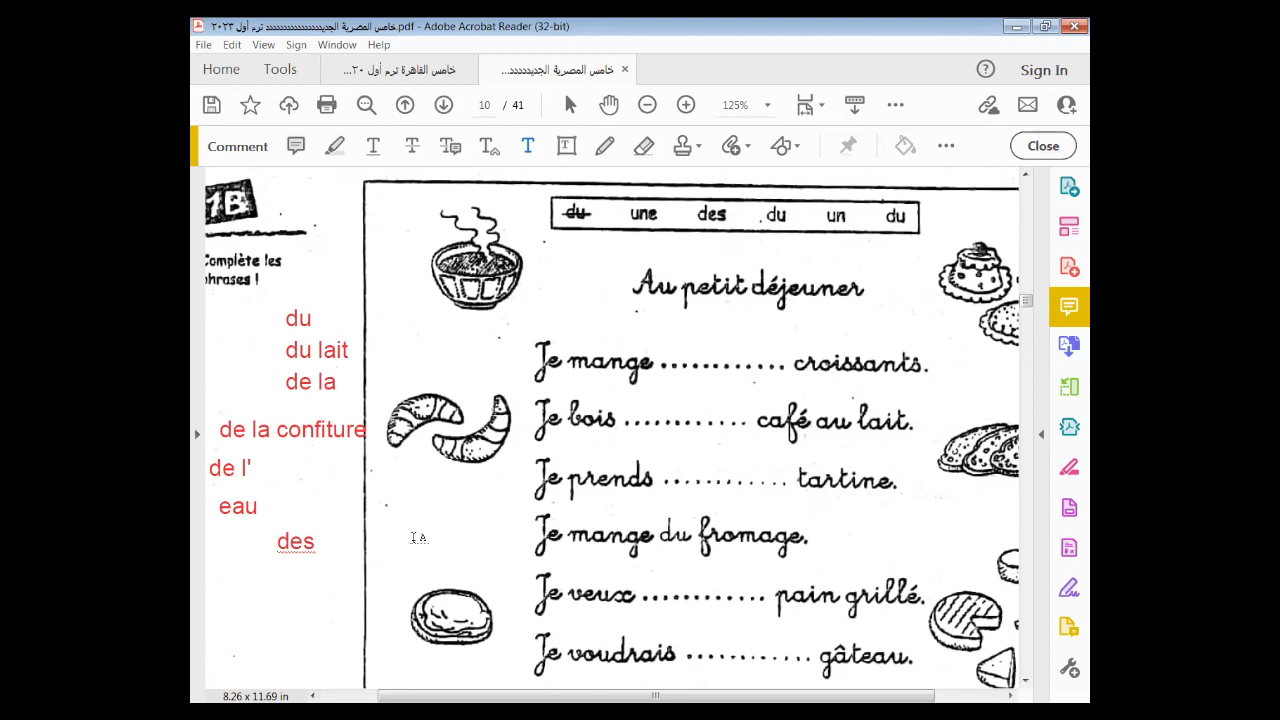 خامس المصرية الجديدددددددددددددددد ترم أول ٢٠٢٣.pdf - Adobe Acrobat Reader (32-bit)
File Edit View Sign Window Help
Home Tools خامس القاهرة ترم أول ٢٠... خامس المصرية الجديددددد... Sign In
10 / 41 125%
Comment Close
1B
Complète les
phrases !
du une des du un du
Au petit déjeuner
du
du lait
de la
de la confiture
de l'
eau
des
Je mange ............ croissants.
Je bois ............ café au lait.
Je prends ............ tartine.
Je mange du fromage.
Je veux ............ pain grillé.
Je voudrais ............ gâteau.
8.26 x 11.69 in